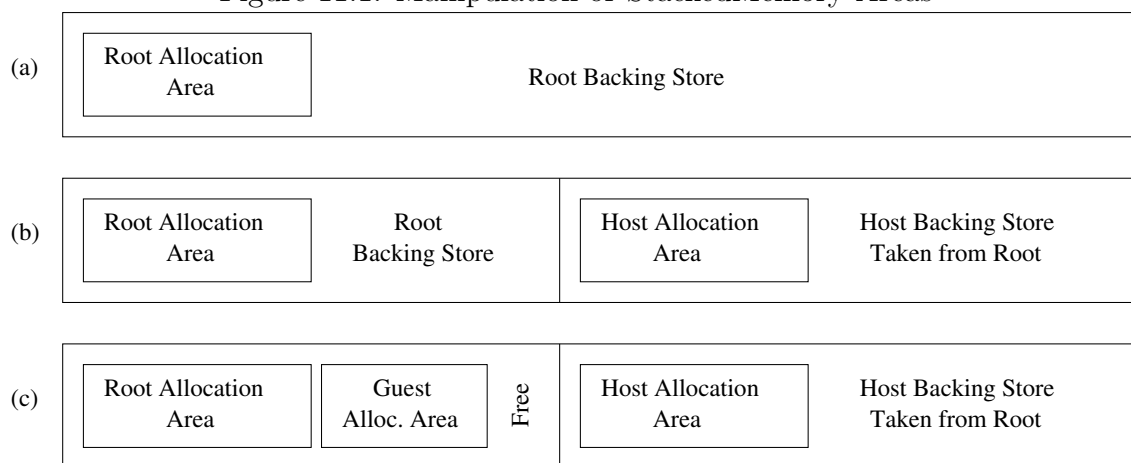 Figure 11.1: Manipulation of StackedMemory Areas
(a)
Root Allocation
Area
Root Backing Store
(b)
Root Allocation
Area
Root
Backing Store
Host Allocation
Area
Host Backing Store
Taken from Root
(c)
Root Allocation
Area
Guest
Alloc. Area
Free
Host Allocation
Area
Host Backing Store
Taken from Root